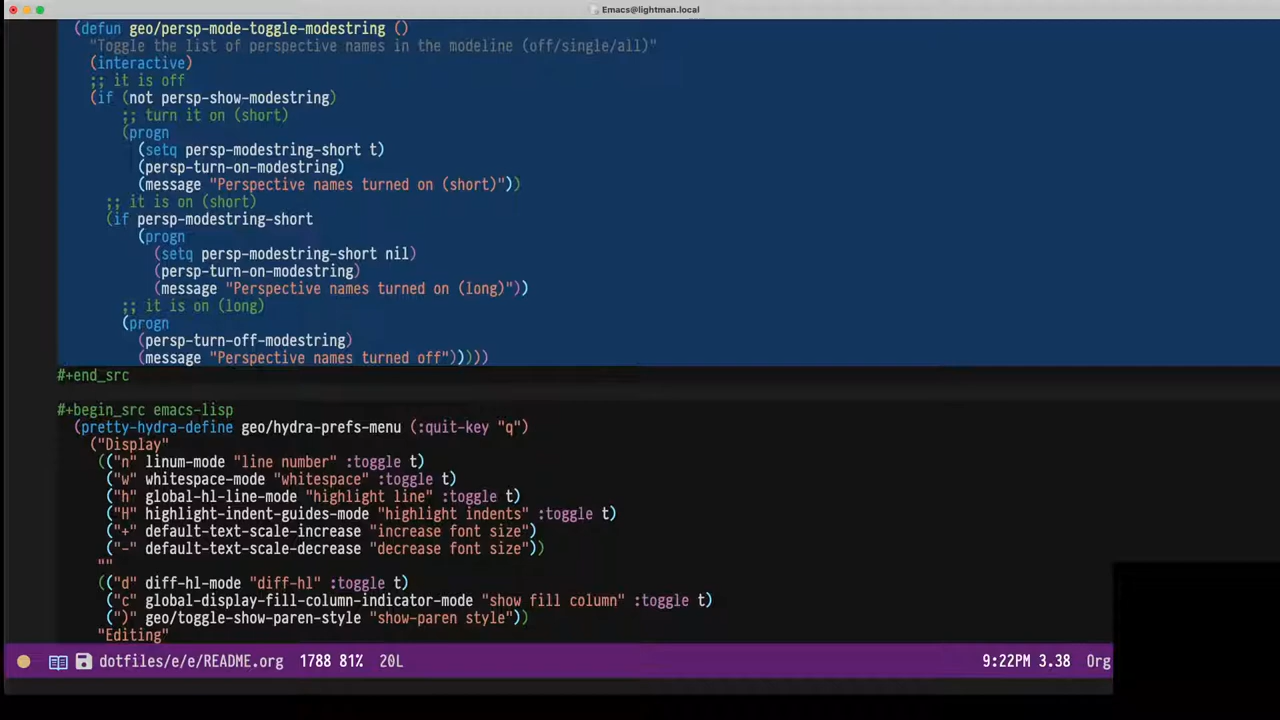 Emacs@lightman.local
(defun geo/persp-mode-toggle-modestring ()
"Toggle the list of perspective names in the modeline (off/single/all)"
(interactive)
;; it is off
(if (not persp-show-modestring)
;; turn it on (short)
(progn
(setq persp-modestring-short t)
(persp-turn-on-modestring)
(message "Perspective names turned on (short)"))
;; it is on (short)
(if persp-modestring-short
(progn
(setq persp-modestring-short nil)
(persp-turn-on-modestring)
(message "Perspective names turned on (long)"))
;; it is on (long)
(progn
(persp-turn-off-modestring)
(message "Perspective names turned off")))))
#+end_src
#+begin_src emacs-lisp
(pretty-hydra-define geo/hydra-prefs-menu (:quit-key "q")
("Display"
(("n" linum-mode "line number" :toggle t)
("w" whitespace-mode "whitespace" :toggle t)
("h" global-hl-line-mode "highlight line" :toggle t)
("H" highlight-indent-guides-mode "highlight indents" :toggle t)
("+" default-text-scale-increase "increase font size")
("-" default-text-scale-decrease "decrease font size"))
""
(("d" diff-hl-mode "diff-hl" :toggle t)
("c" global-display-fill-column-indicator-mode "show fill column" :toggle t)
(")" geo/toggle-show-paren-style "show-paren style"))
"Editing"
dotfiles/e/e/README.org 1788 81% 20L 9:22PM 3.38 Org